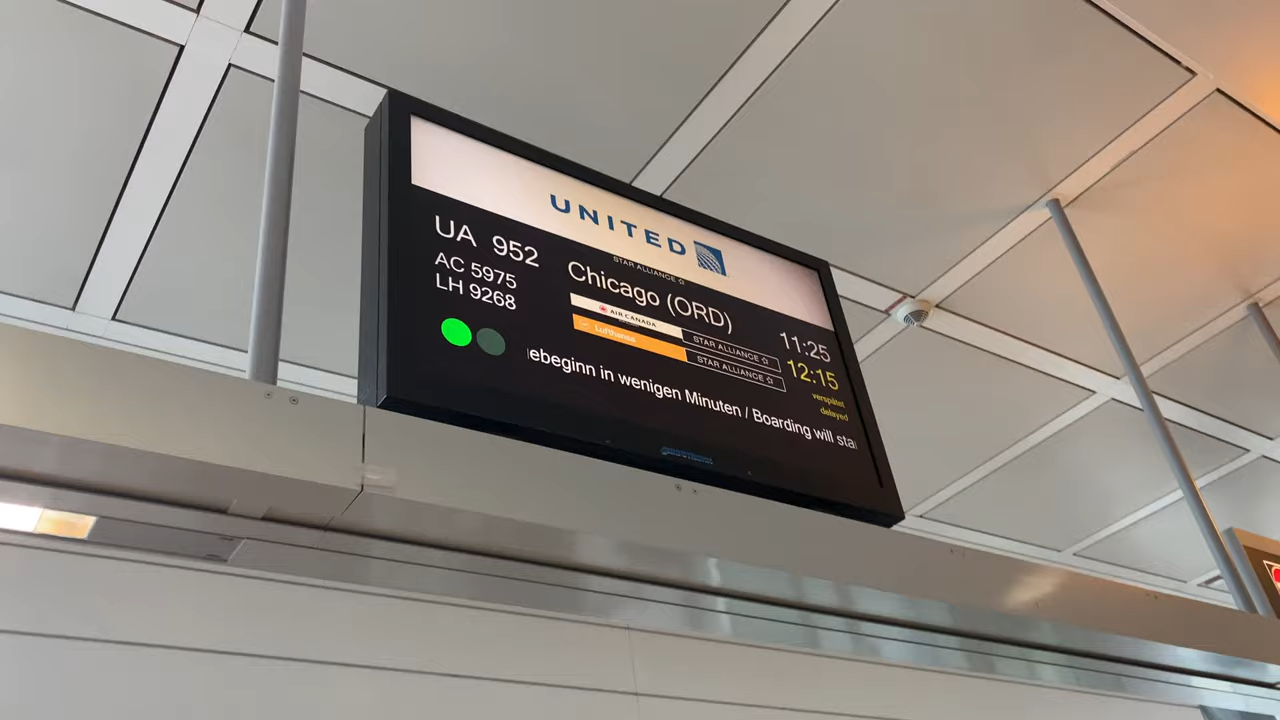 UNITED
STAR ALLIANCE
UA 952
Chicago (ORD)
11:25
AC 5975
AIR CANADA
STAR ALLIANCE
12:15
LH 9268
Lufthansa
STAR ALLIANCE
verspätet
delayed
ebeginn in wenigen Minuten / Boarding will sta